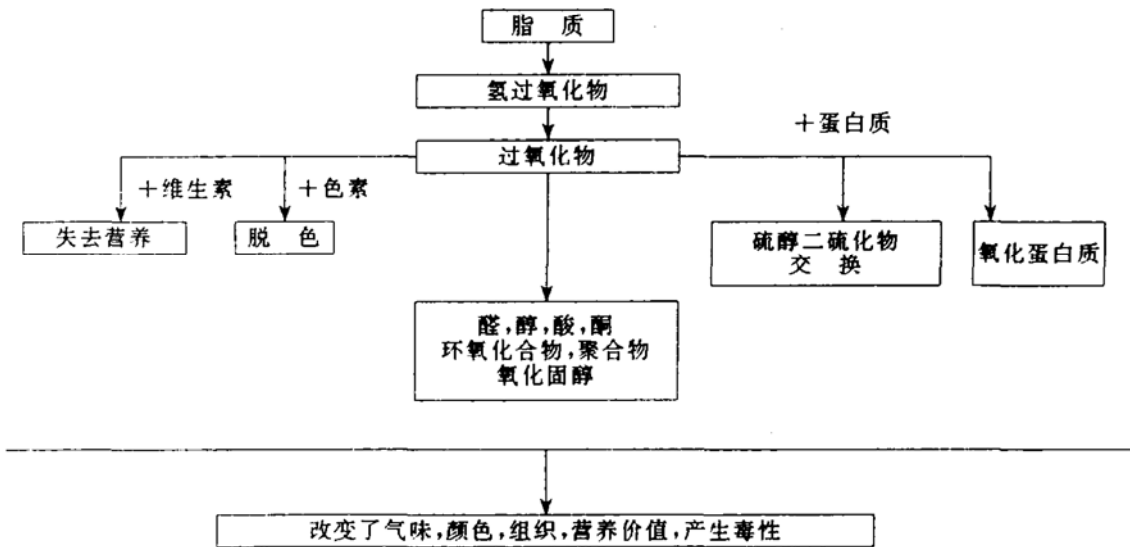 脂 质
氢过氧化物
＋蛋白质
过氧化物
＋维生素
＋色素
失去营养
脱 色
硫醇二硫化物
交 换
氧化蛋白质
醛,醇,酸,酮
环氧化合物,聚合物
氧化固醇
改变了气味,颜色,组织,营养价值,产生毒性